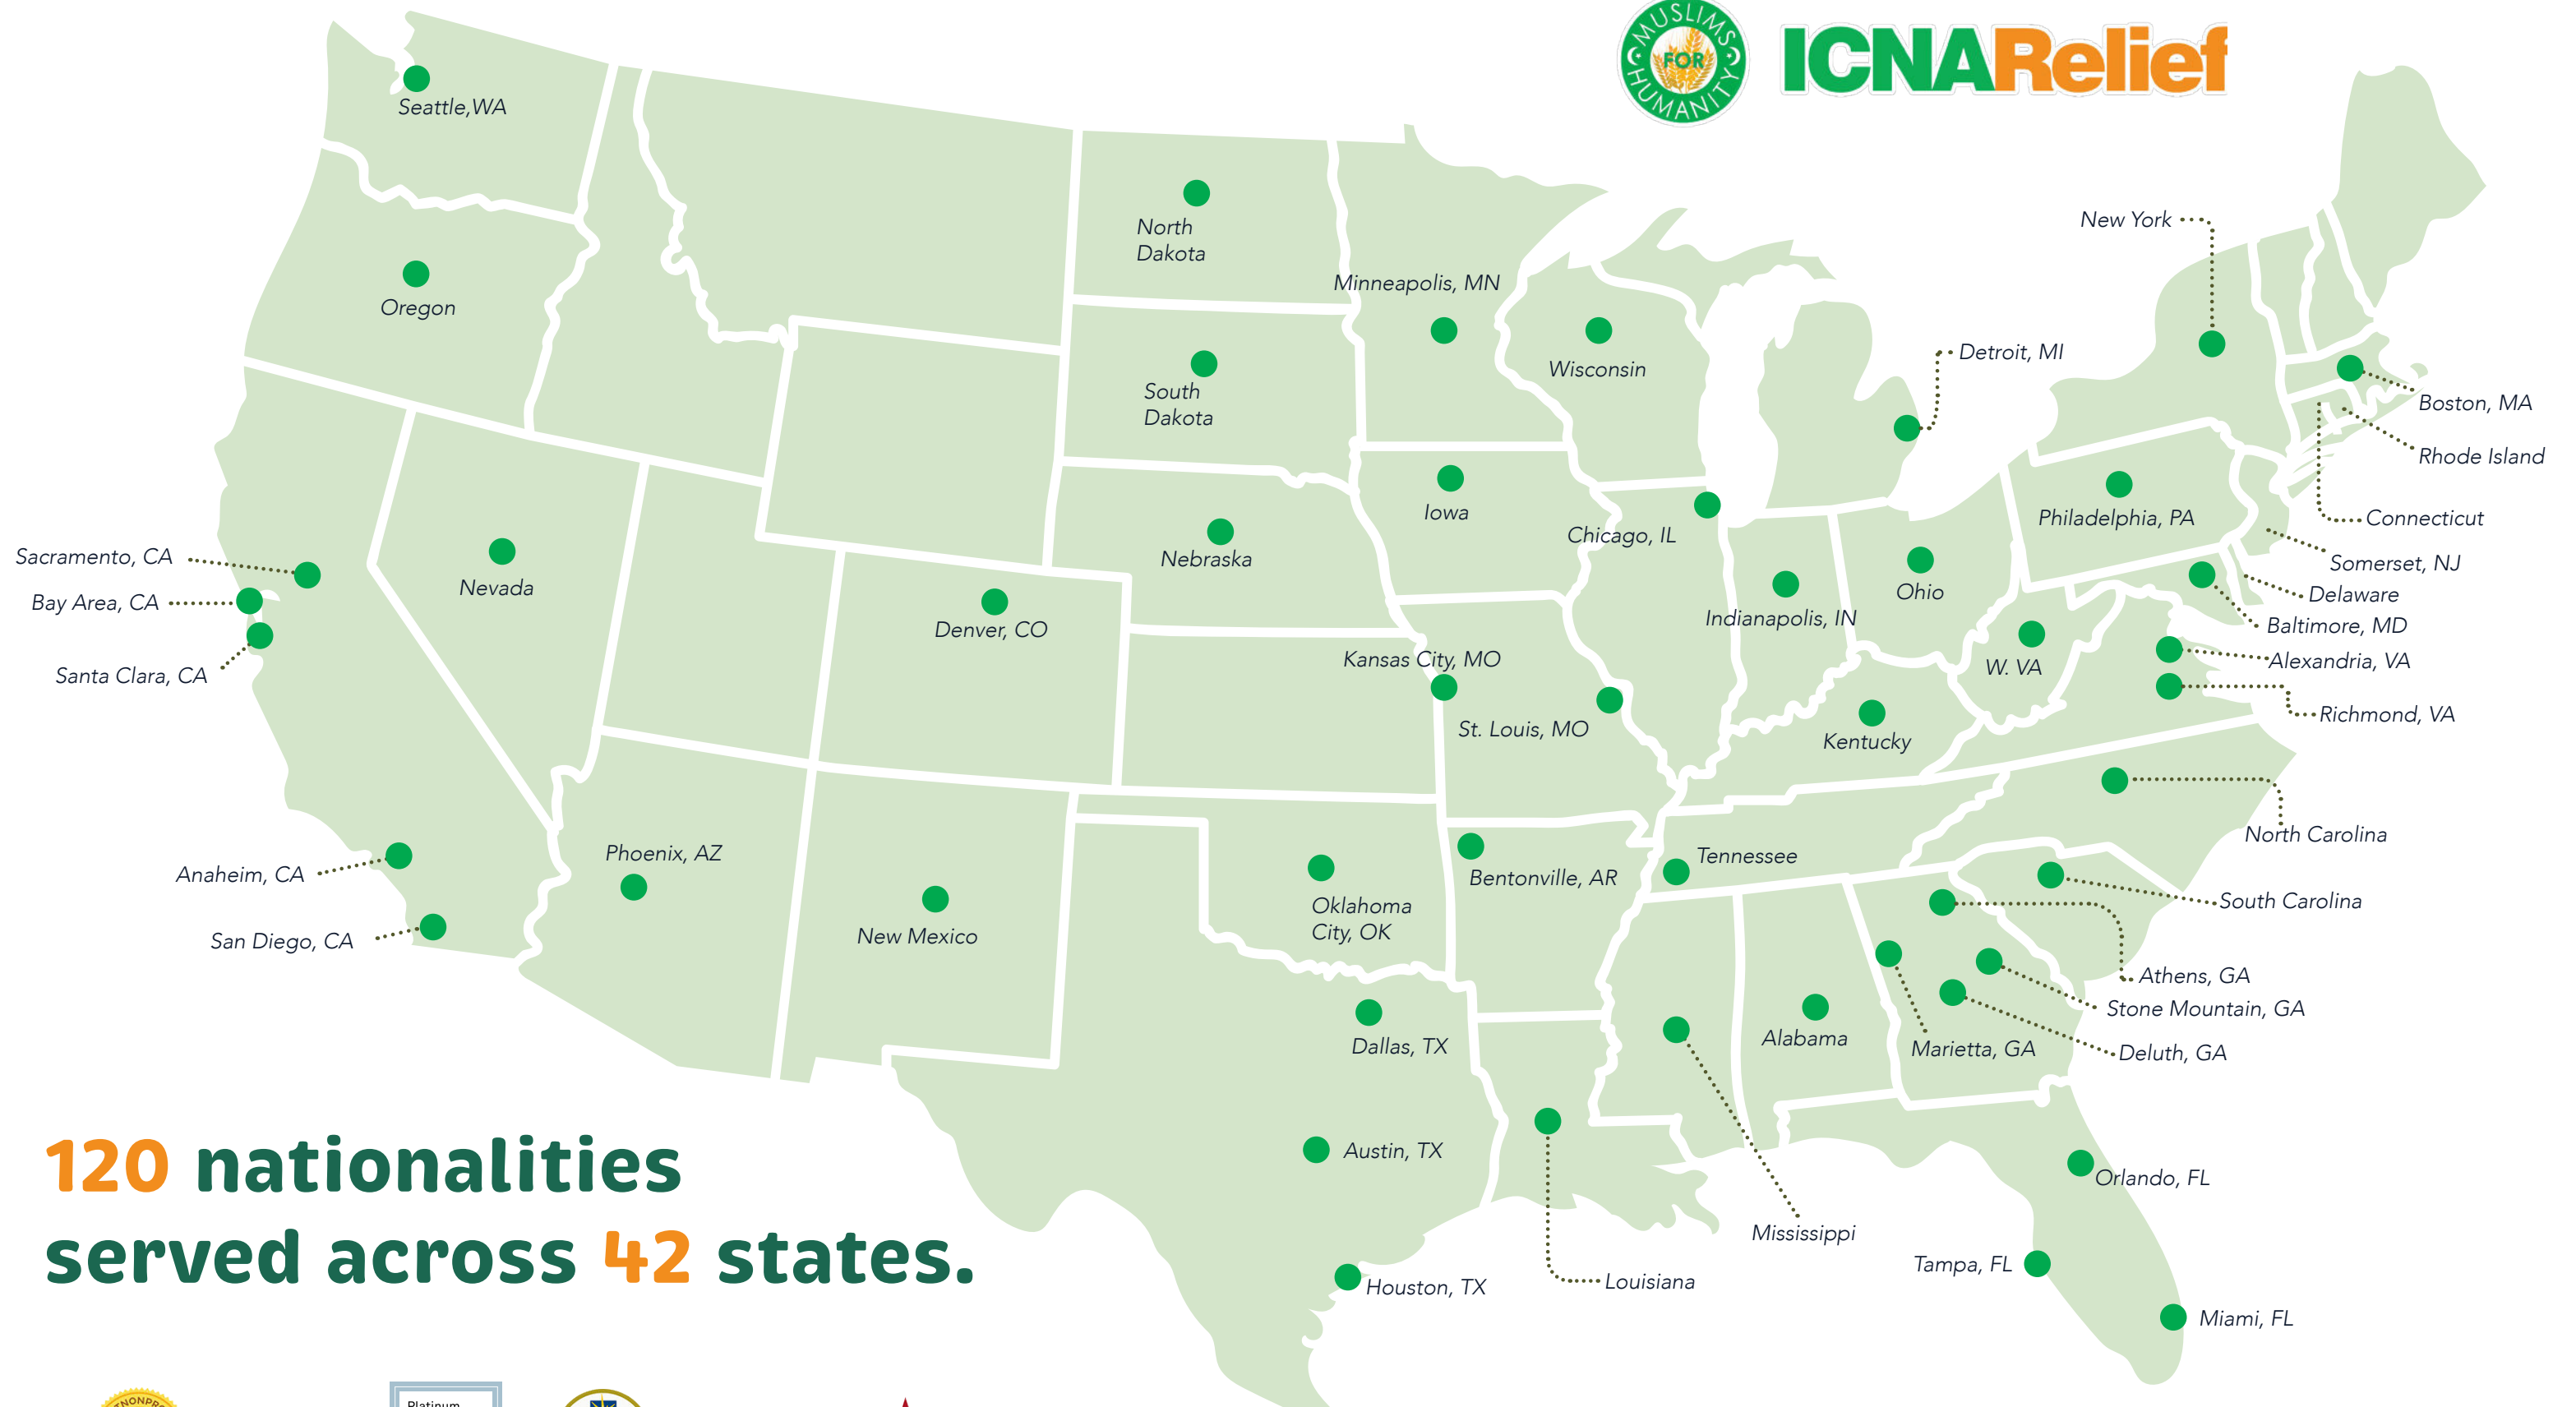 MUSLIMS
FOR
HUMANITY
ICNARelief
Seattle,WA
North
Dakota
New York
Oregon
Minneapolis, MN
Detroit, MI
Wisconsin
South
Dakota
Boston, MA
Rhode Island
Iowa
Chicago, IL
Philadelphia, PA
Connecticut
Sacramento, CA
Nebraska
Somerset, NJ
Nevada
Ohio
Delaware
Bay Area, CA
Denver, CO
Indianapolis, IN
Baltimore, MD
Kansas City, MO
W. VA
Alexandria, VA
Santa Clara, CA
St. Louis, MO
Richmond, VA
Kentucky
North Carolina
Phoenix, AZ
Tennessee
Anaheim, CA
Bentonville, AR
Oklahoma
City, OK
South Carolina
San Diego, CA
New Mexico
Athens, GA
Stone Mountain, GA
Dallas, TX
Alabama
Marietta, GA
Deluth, GA
120 nationalities
served across 42 states.
Austin, TX
Orlando, FL
Mississippi
Tampa, FL
Houston, TX
Louisiana
Miami, FL
Platinum